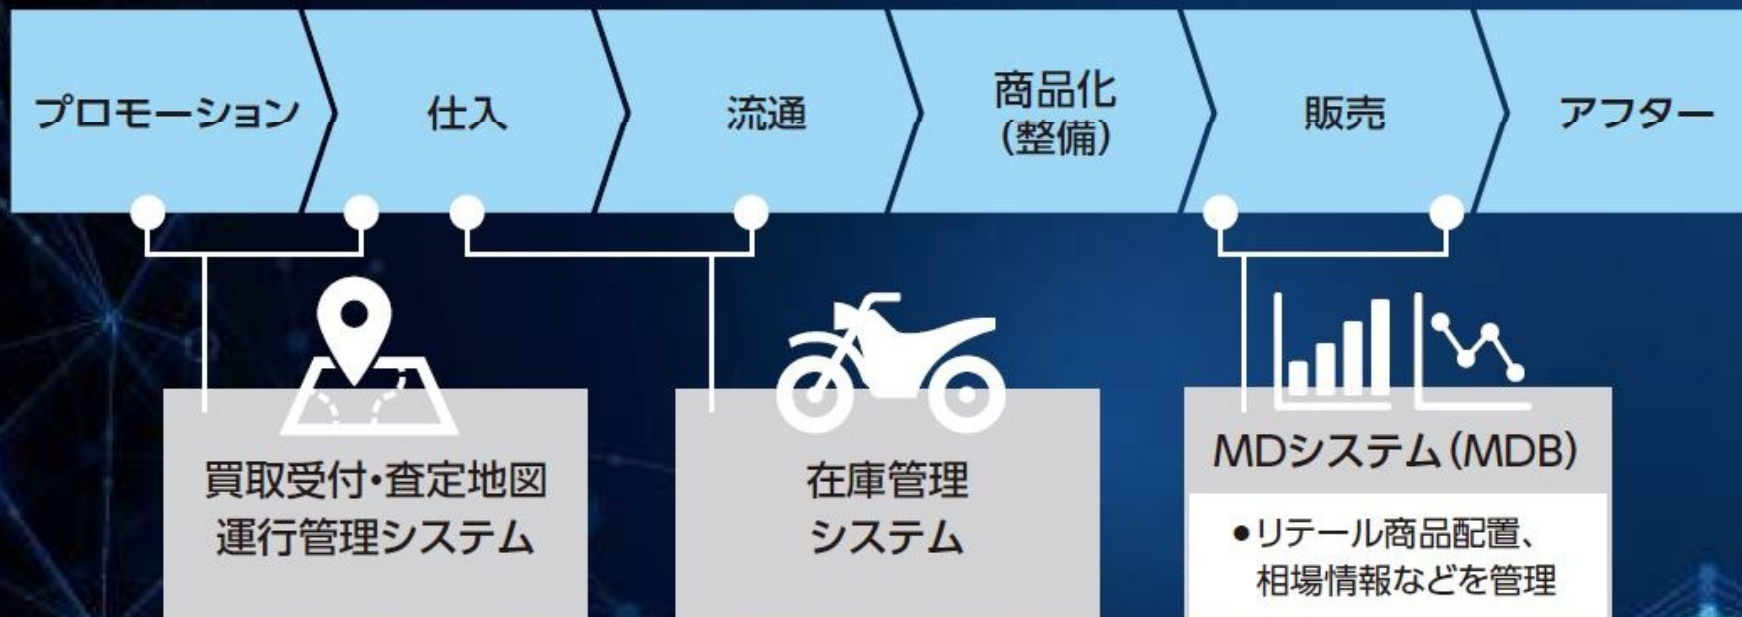 プロモーション
仕入
流通
商品化
(整備)
販売
アフター
買取受付・査定地図
運行管理システム
在庫管理
システム
MDシステム(MDB)
●リテール商品配置、
相場情報などを管理